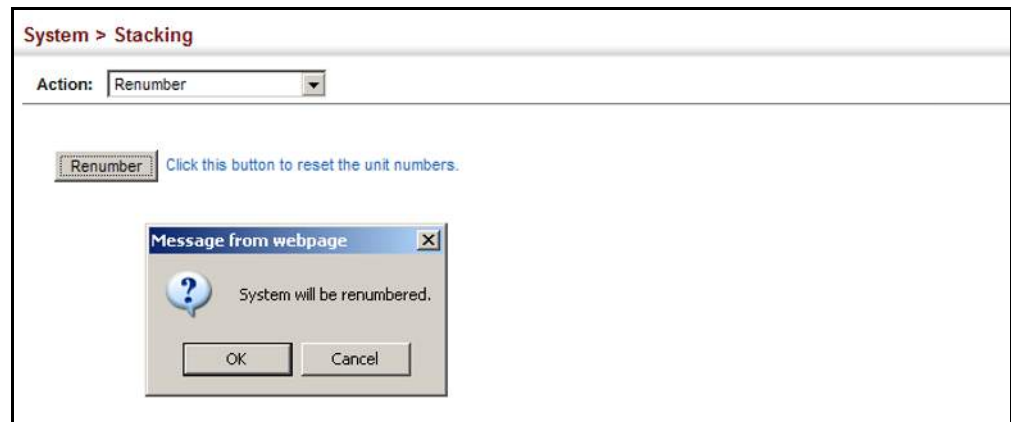 System > Stacking
Action: Renumber
Renumber Click this button to reset the unit numbers.
Message from webpage
System will be renumbered.
OK Cancel